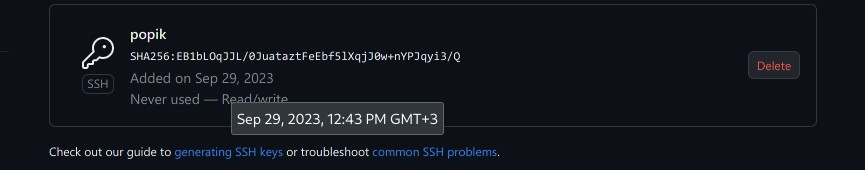 popik
SHA256:EB1bLOqJJL/0JuataztFeEbf5lXqjJ0w+nYPJqyi3/Q
SSH
Added on Sep 29, 2023
Never used — Read/write
Delete
Sep 29, 2023, 12:43 PM GMT+3
Check out our guide to generating SSH keys or troubleshoot common SSH problems.